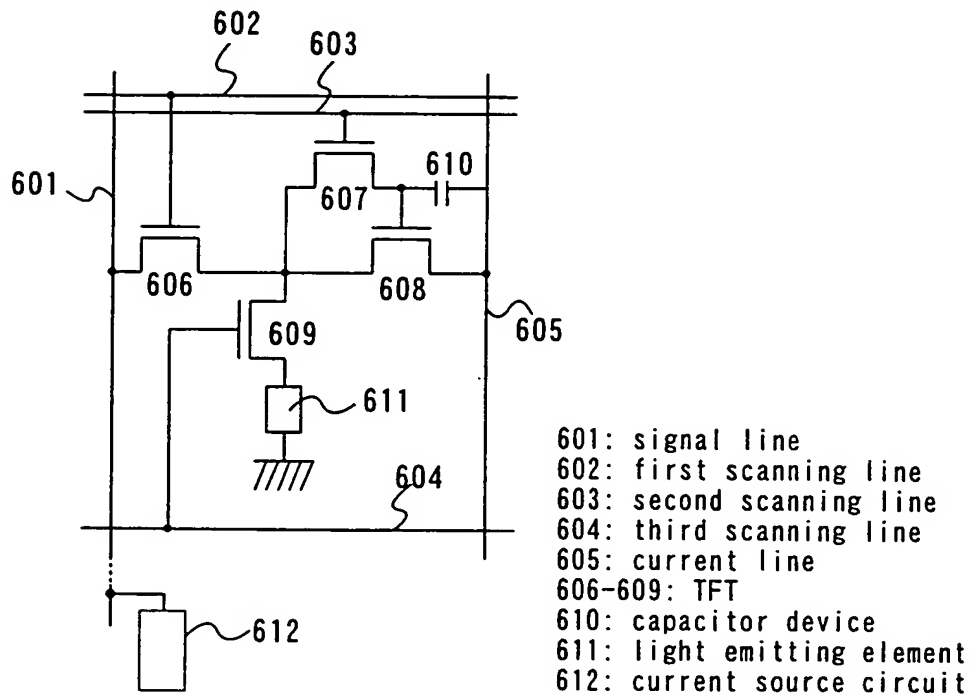 602
603
601
610
607
606
608
609
605
611
604
612
601: signal line
602: first scanning line
603: second scanning line
604: third scanning line
605: current line
606-609: TFT
610: capacitor device
611: light emitting element
612: current source circuit